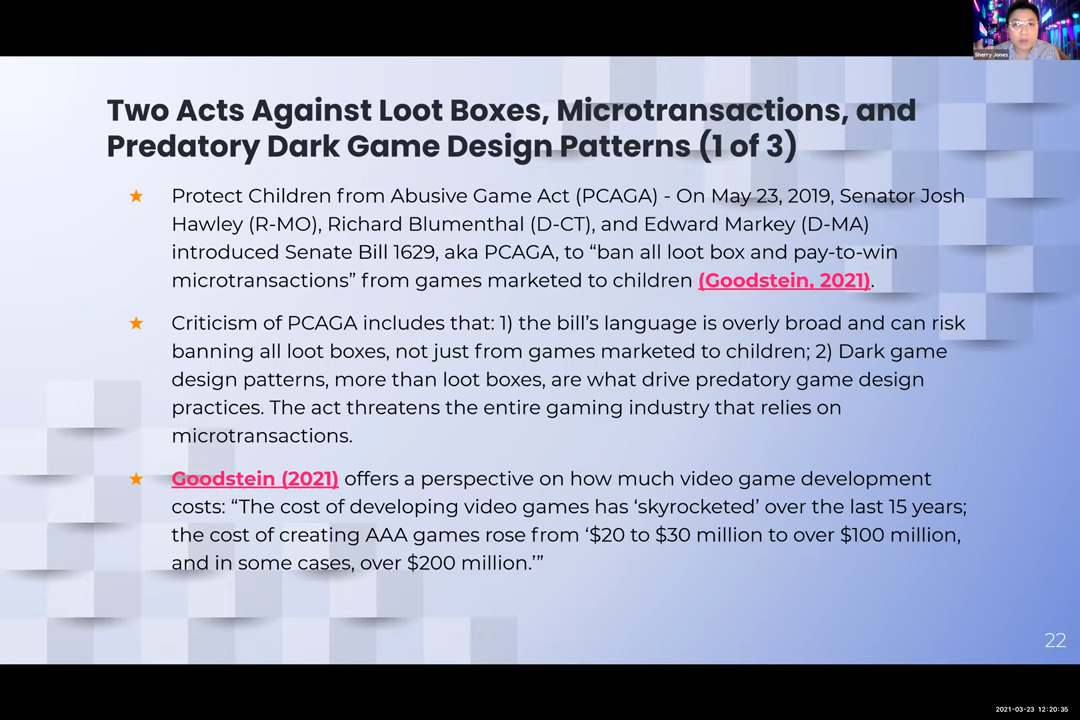 Sherry Jones
Two Acts Against Loot Boxes, Microtransactions, and
Predatory Dark Game Design Patterns (1 of 3)
★ Protect Children from Abusive Game Act (PCAGA) - On May 23, 2019, Senator Josh
Hawley (R-MO), Richard Blumenthal (D-CT), and Edward Markey (D-MA)
introduced Senate Bill 1629, aka PCAGA, to “ban all loot box and pay-to-win
microtransactions” from games marketed to children (Goodstein, 2021).
★ Criticism of PCAGA includes that: 1) the bill’s language is overly broad and can risk
banning all loot boxes, not just from games marketed to children; 2) Dark game
design patterns, more than loot boxes, are what drive predatory game design
practices. The act threatens the entire gaming industry that relies on
microtransactions.
★ Goodstein (2021) offers a perspective on how much video game development
costs: “The cost of developing video games has ‘skyrocketed’ over the last 15 years;
the cost of creating AAA games rose from ‘$20 to $30 million to over $100 million,
and in some cases, over $200 million.’”
22
2021-03-23 12:20:35